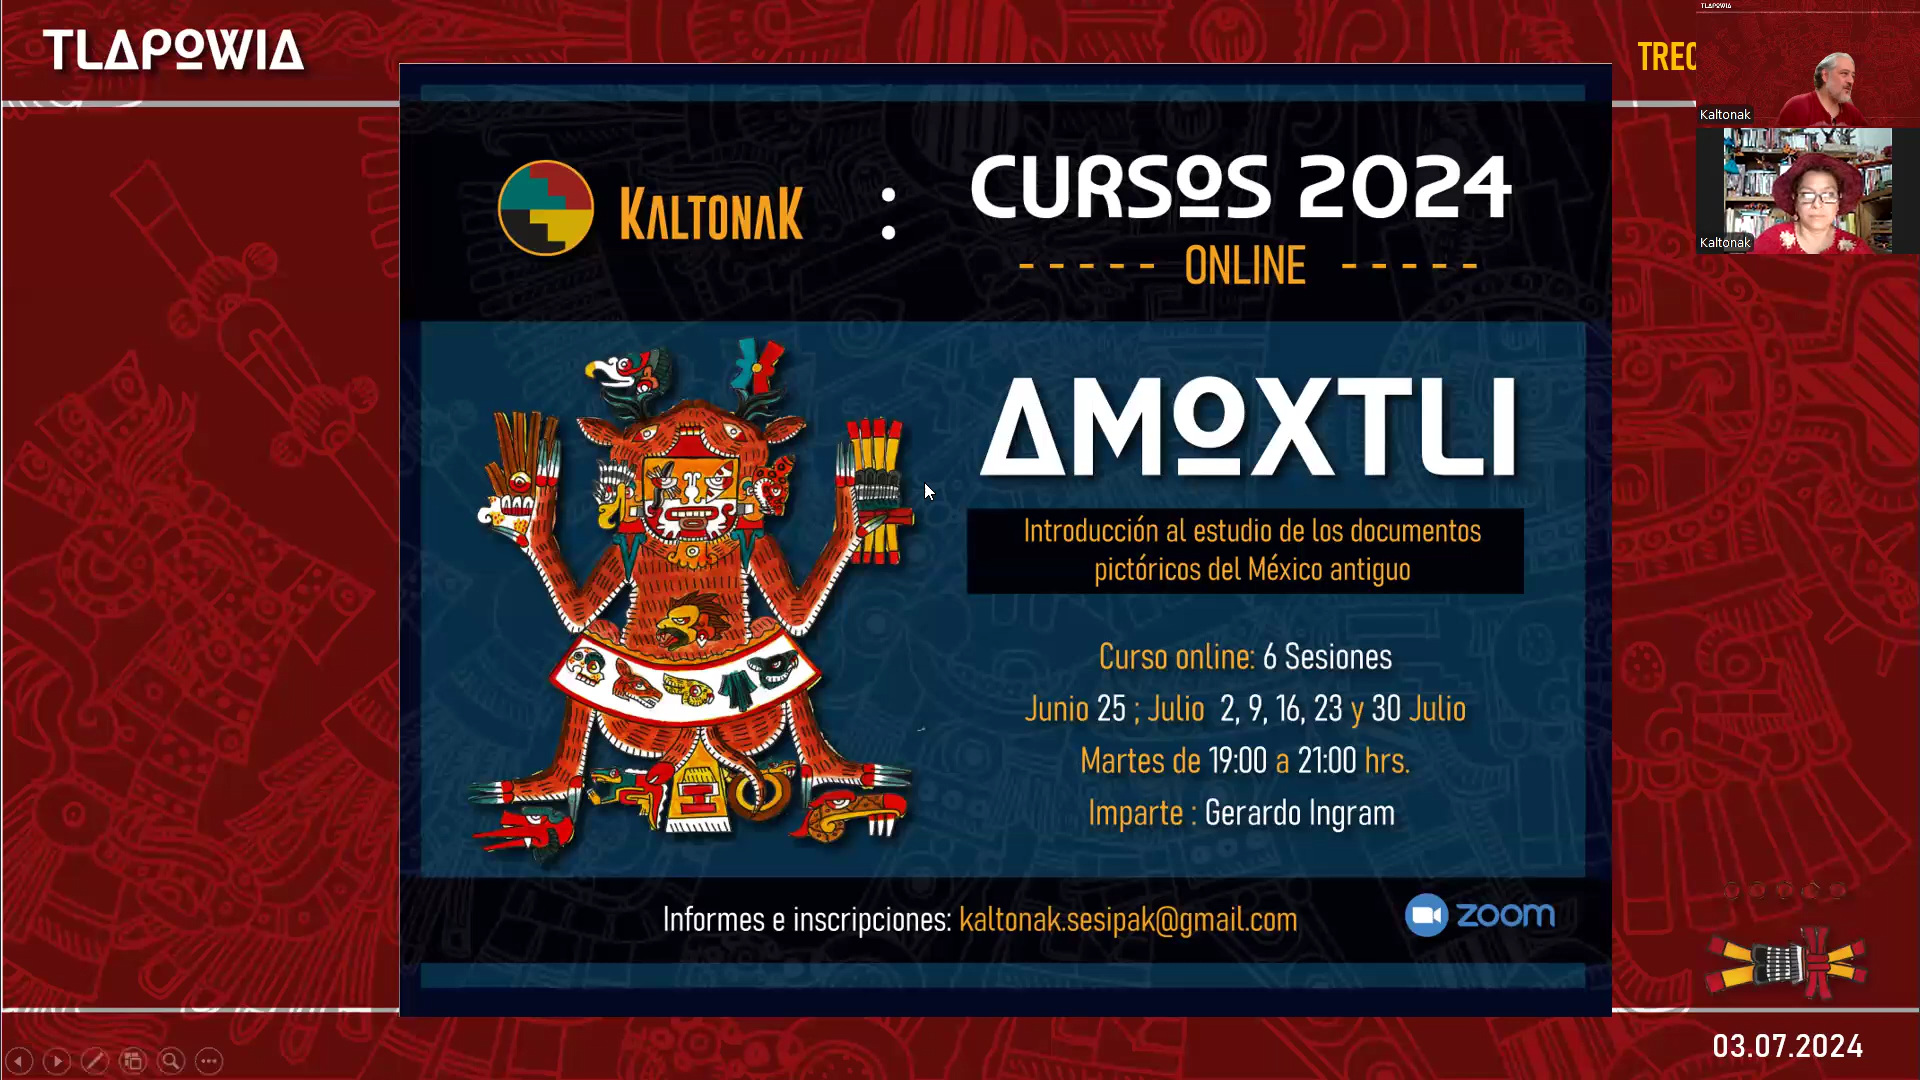 TLAPOWIA
TREC
TLAPOWIA
Kaltonak
Kaltonak
KALTONAK : CURSOS 2024
- - - - - ONLINE - - - - -
AMOXTLI
Introducción al estudio de los documentos
pictóricos del México antiguo
Curso online: 6 Sesiones
Junio 25 ; Julio 2, 9, 16, 23 y 30 Julio
Martes de 19:00 a 21:00 hrs.
Imparte : Gerardo Ingram
Informes e inscripciones: kaltonak.sesipak@gmail.com
zoom
03.07.2024